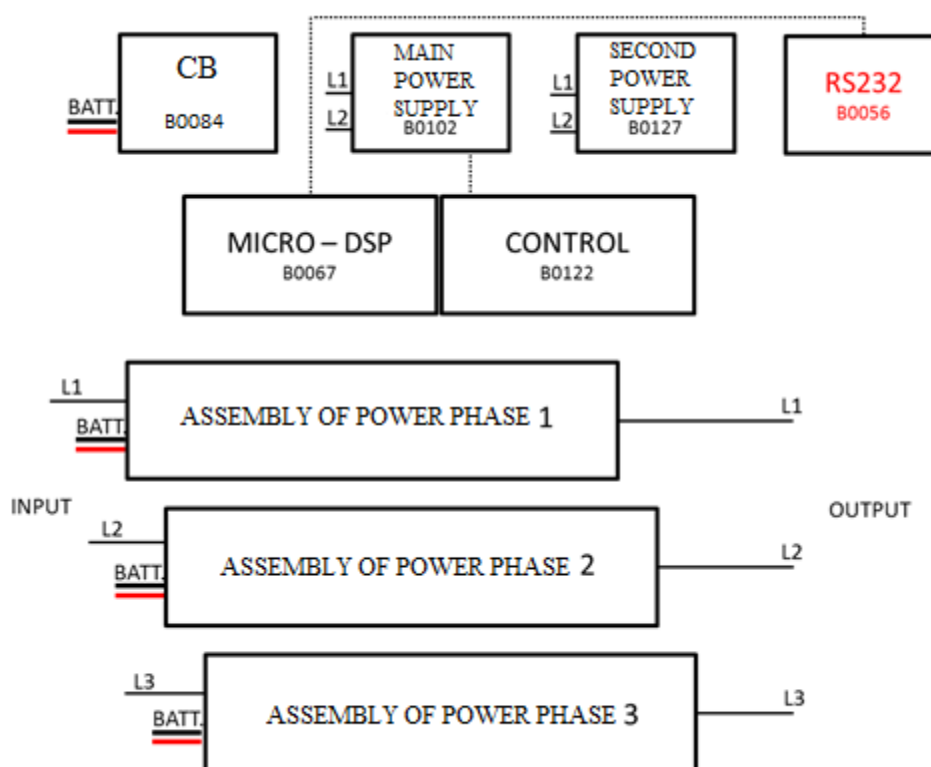 CB
B0084
BATT.
L1
L2
MAIN
POWER
SUPPLY
B0102
L1
L2
SECOND
POWER
SUPPLY
B0127
RS232
B0056
MICRO – DSP
B0067
CONTROL
B0122
L1
BATT.
ASSEMBLY OF POWER PHASE 1
L1
INPUT
OUTPUT
L2
BATT.
ASSEMBLY OF POWER PHASE 2
L2
L3
BATT.
ASSEMBLY OF POWER PHASE 3
L3